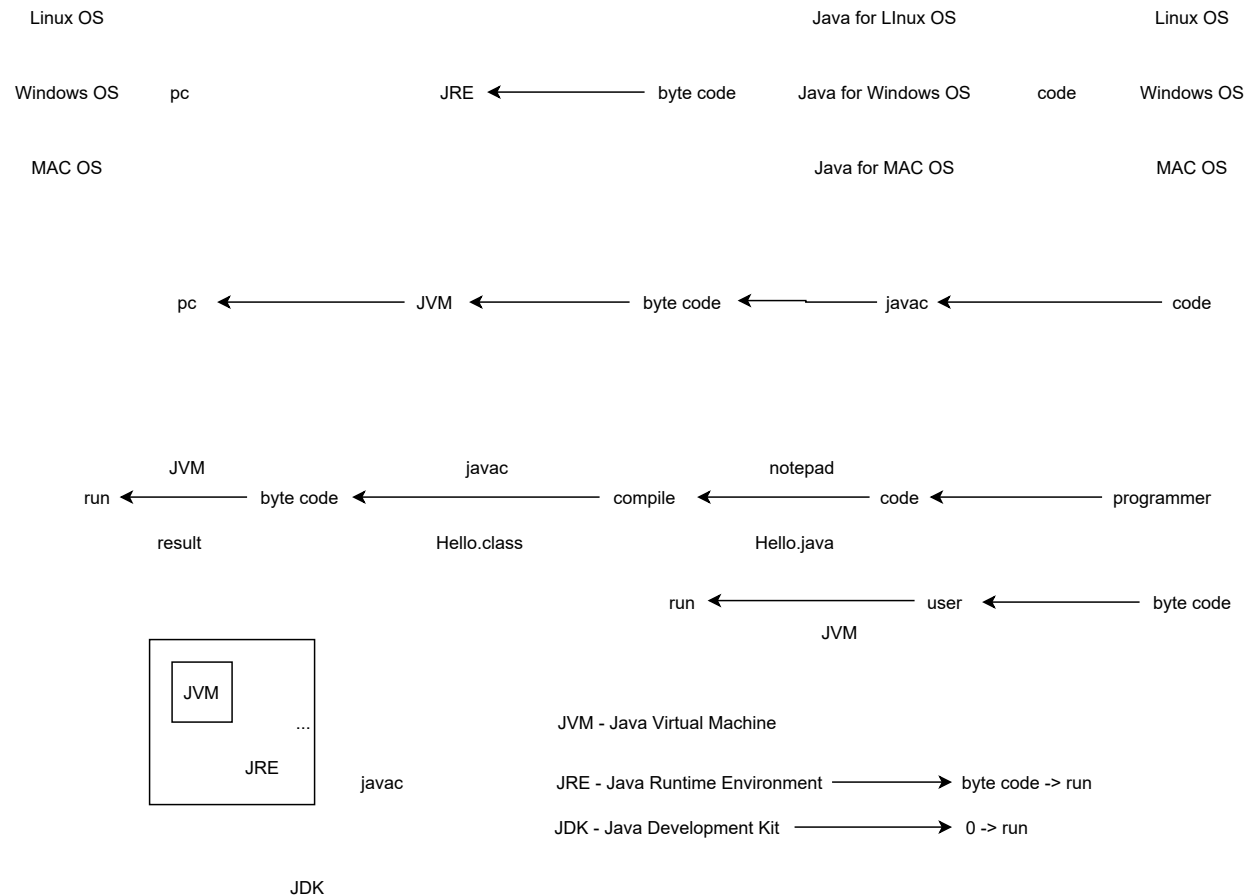 Linux OS Java for LInux OS Linux OS
Windows OS pc JRE byte code Java for Windows OS code Windows OS
MAC OS Java for MAC OS MAC OS
pc JVM byte code javac code
JVM javac notepad
run byte code compile code programmer
result Hello.class Hello.java
run user byte code
JVM
JVM
...
JRE
javac
JDK
JVM - Java Virtual Machine
JRE - Java Runtime Environment byte code -> run
JDK - Java Development Kit 0 -> run